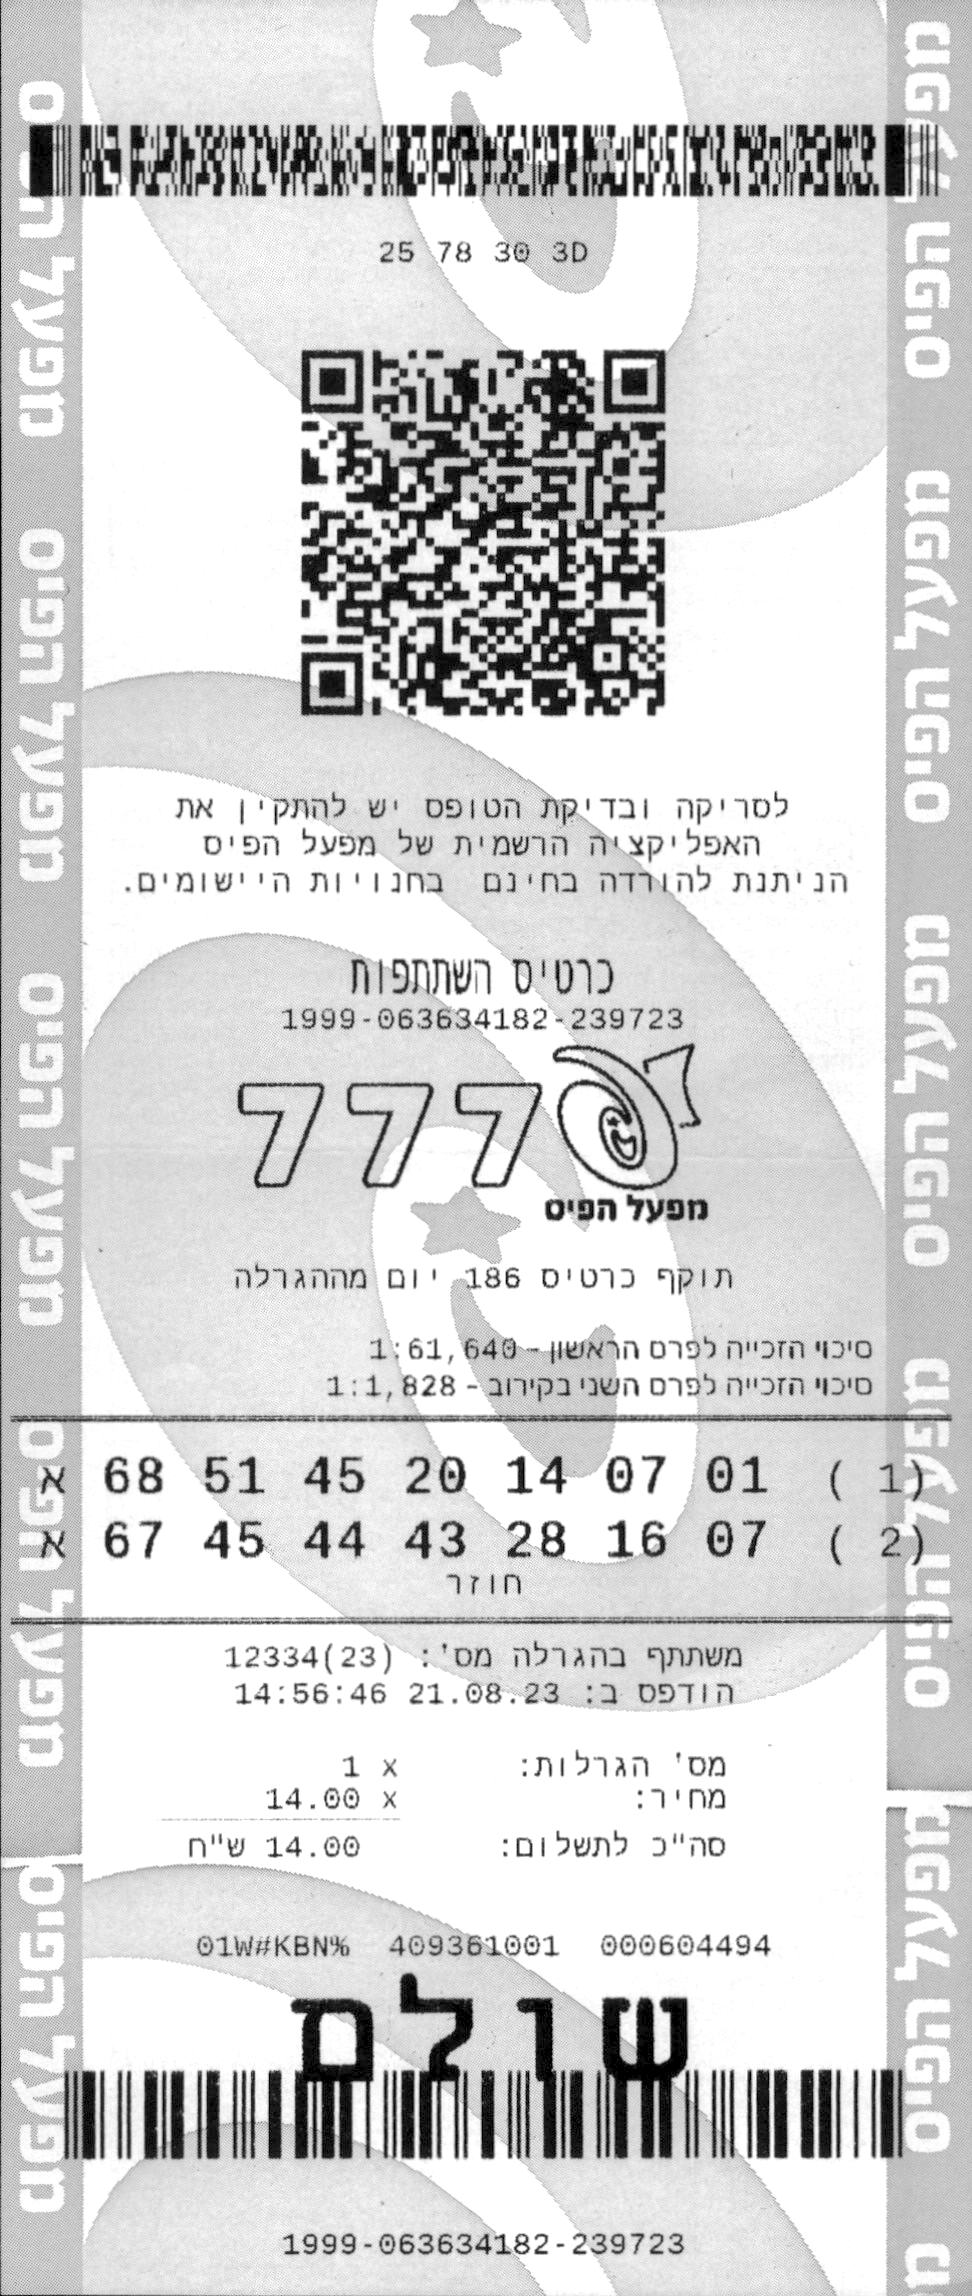 25 78 30 3D
לסריקה ובדיקת הטופס יש להתקין את
האפליקציה הרשמית של מפעל הפיס
הניתנת להורדה בחינם בחנויות היישומים.
כרטיס השתתפות
1999-063634182-239723
777
מפעל הפיס
תוקף כרטיס 186 יום מההגרלה
סיכוי הזכייה לפרס הראשון - 1:61,640
סיכוי הזכייה לפרס השני בקירוב - 1:1,828
א 68 51 45 20 14 07 01 (1)
א 67 45 44 43 28 16 07 (2)
חוזר
משתתף בהגרלה מס': 12334(23)
הודפס ב: 21.08.23 14:56:46
מס' הגרלות: x 1
מחיר: x 14.00
סה"כ לתשלום: 14.00 ש"ח
01W#KBN% 409361001 000604494
שולם
1999-063634182-239723
מפעל הפיס
מפעל הפיס
מפעל הפיס
מפעל הפיס
מפעל הפיס
מפעל הפיס
מפעל הפיס
מפעל הפיס
מפעל הפיס
מפעל הפיס